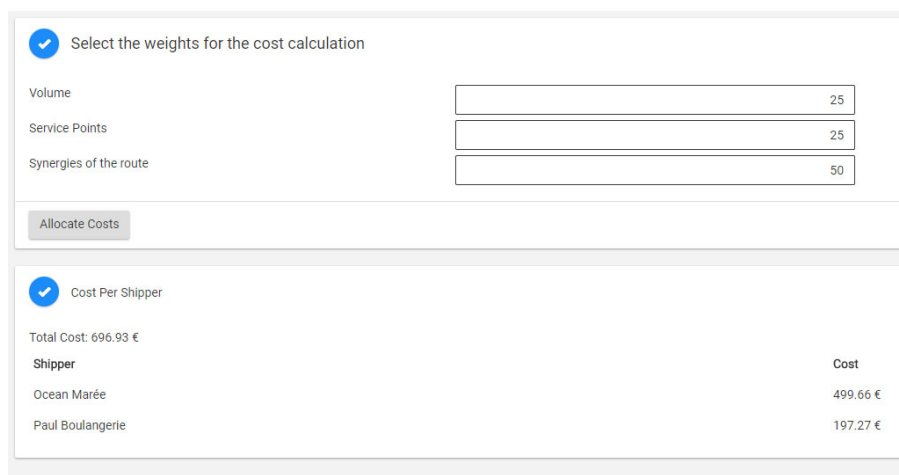 Select the weights for the cost calculation
Volume 25
Service Points 25
Synergies of the route 50
Allocate Costs
Cost Per Shipper
Total Cost: 696.93 €
Shipper Cost
Ocean Marée 499.66 €
Paul Boulangerie 197.27 €